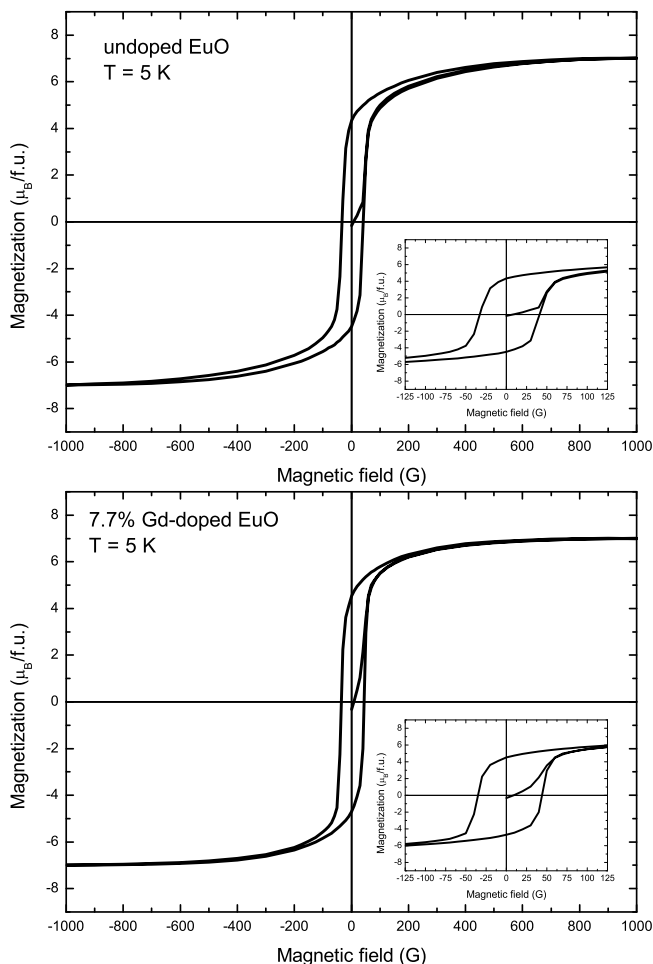 undoped EuO
T = 5 K
Magnetization (μB/f.u.)
8
6
4
2
0
-2
-4
-6
-8
-1000 -800 -600 -400 -200 0 200 400 600 800 1000
Magnetic field (G)
Magnetization (μB/f.u.)
8
6
4
2
0
-2
-4
-6
-8
-125 -100 -75 -50 -25 0 25 50 75 100 125
Magnetic field (G)
7.7% Gd-doped EuO
T = 5 K
Magnetization (μB/f.u.)
8
6
4
2
0
-2
-4
-6
-8
-1000 -800 -600 -400 -200 0 200 400 600 800 1000
Magnetic field (G)
Magnetization (μB/f.u.)
8
6
4
2
0
-2
-4
-6
-8
-125 -100 -75 -50 -25 0 25 50 75 100 125
Magnetic field (G)